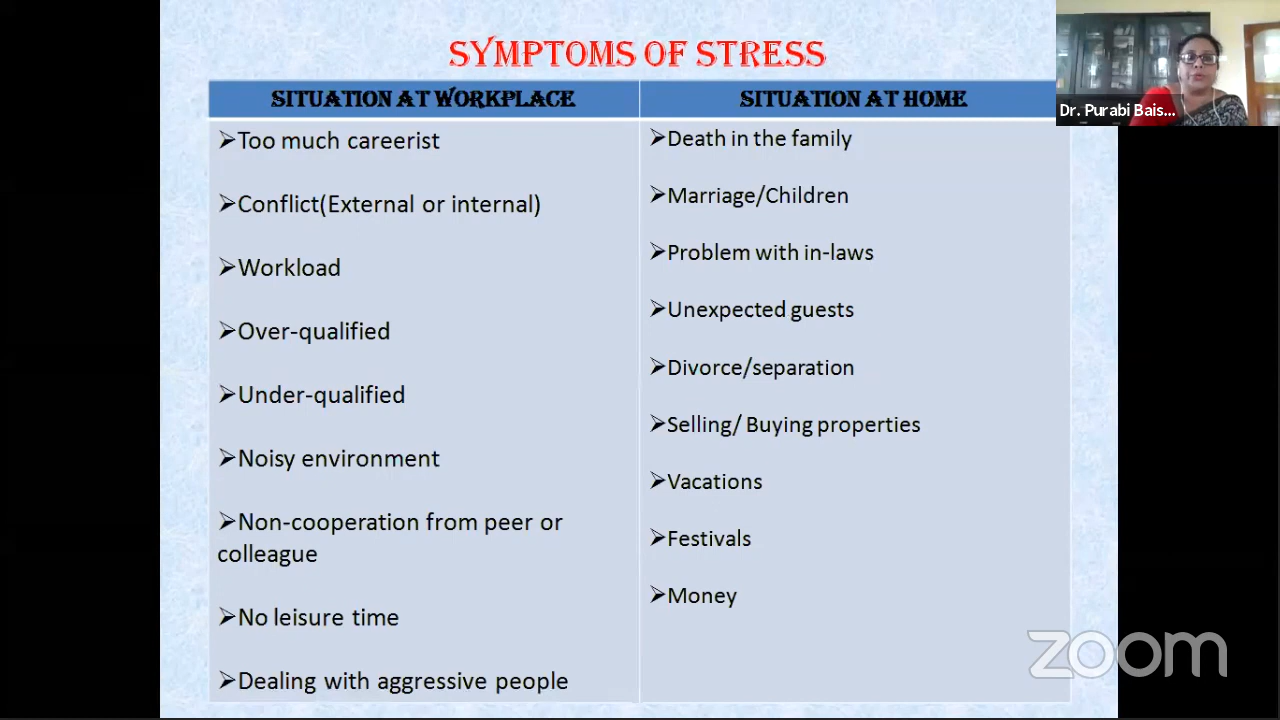 SYMPTOMS OF STRESS
SITUATION AT WORKPLACE
➢Too much careerist
➢Conflict(External or internal)
➢Workload
➢Over-qualified
➢Under-qualified
➢Noisy environment
➢Non-cooperation from peer or
colleague
➢No leisure time
➢Dealing with aggressive people
SITUATION AT HOME
➢Death in the family
➢Marriage/Children
➢Problem with in-laws
➢Unexpected guests
➢Divorce/separation
➢Selling/ Buying properties
➢Vacations
➢Festivals
➢Money
Dr. Purabi Bais...
zoom